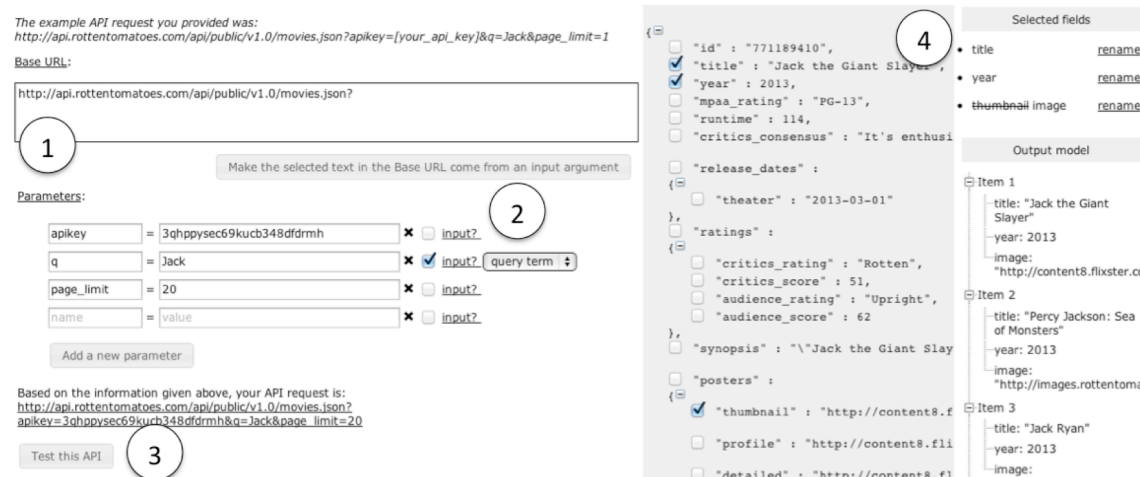 The example API request you provided was:
http://api.rottentomatoes.com/api/public/v1.0/movies.json?apikey=[your_api_key]&q=Jack&page_limit=1
Base URL:
http://api.rottentomatoes.com/api/public/v1.0/movies.json?
1
Make the selected text in the Base URL come from an input argument
Parameters:
2
apikey = 3qhppysec69kucb348dfdrmh ✖ input?
q = Jack ✖ input? query term
page_limit = 20 ✖ input?
name = value ✖ input?
Add a new parameter
Based on the information given above, your API request is:
http://api.rottentomatoes.com/api/public/v1.0/movies.json?
apikey=3qhppysec69kucb348dfdrmh&q=Jack&page_limit=20
Test this API
3
4
{
"id" : "771189410",
"title" : "Jack the Giant Slayer",
"year" : 2013,
"mpaa_rating" : "PG-13",
"runtime" : 114,
"critics_consensus" : "It's enthusi
"release_dates" :
{
"theater" : "2013-03-01"
},
"ratings" :
{
"critics_rating" : "Rotten",
"critics_score" : 51,
"audience_rating" : "Upright",
"audience_score" : 62
},
"synopsis" : "\"Jack the Giant Slay
"posters" :
{
"thumbnail" : "http://content8.f
"profile" : "http://content8.fli
"detailed" : "http://content8.fl
Selected fields
title rename
year rename
thumbnail image rename
Output model
Item 1
title: "Jack the Giant
Slayer"
year: 2013
image:
"http://content8.flixster.co
Item 2
title: "Percy Jackson: Sea
of Monsters"
year: 2013
image:
"http://images.rottentoma
Item 3
title: "Jack Ryan"
year: 2013
image: